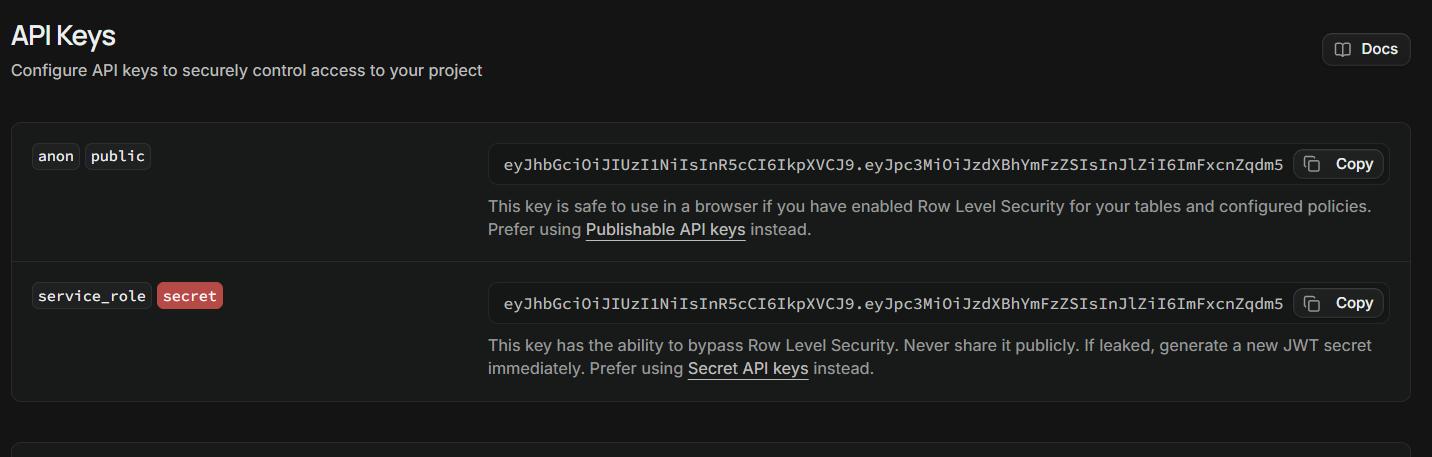 API Keys
Docs
Configure API keys to securely control access to your project
anon public
eyJhbGciOiJIUzI1NiIsInR5cCI6IkpXVCJ9.eyJpc3MiOiJzdXBhYmFzZSIsInJlZiI6ImFxcnZqdm5 Copy
This key is safe to use in a browser if you have enabled Row Level Security for your tables and configured policies.
Prefer using Publishable API keys instead.
service_role secret
eyJhbGciOiJIUzI1NiIsInR5cCI6IkpXVCJ9.eyJpc3MiOiJzdXBhYmFzZSIsInJlZiI6ImFxcnZqdm5 Copy
This key has the ability to bypass Row Level Security. Never share it publicly. If leaked, generate a new JWT secret
immediately. Prefer using Secret API keys instead.